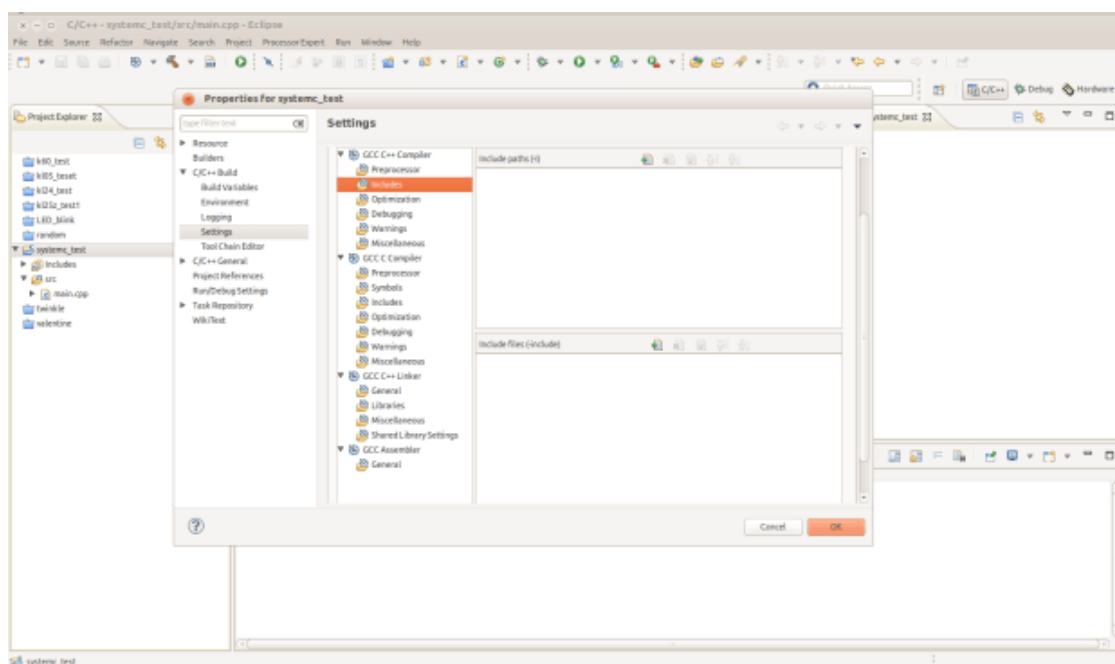 C/C++ - systemc_test/src/main.cpp - Eclipse
File Edit Source Refactor Navigate Search Project ProcessorExpert Run Window Help
C/C++ Debug Hardware
Properties for systemc_test
Project Explorer
type filter text
Settings
systemc_test
Resource
Builders
C/C++ Build
Build Variables
Environment
Logging
Settings
Tool Chain Editor
C/C++ General
Project References
Run/Debug Settings
Task Repository
WikiText
k60_test
kl05_teset
kl24_test
kl25z_test1
LED_blink
random
systemc_test
Includes
src
main.cpp
twinkle
valentine
GCC C++ Compiler
Preprocessor
Includes
Optimization
Debugging
Warnings
Miscellaneous
GCC C Compiler
Preprocessor
Symbols
Includes
Optimization
Debugging
Warnings
Miscellaneous
GCC C++ Linker
General
Libraries
Miscellaneous
Shared Library Settings
GCC Assembler
General
Include paths (-I)
Include files (-include)
Cancel OK
systemc_test